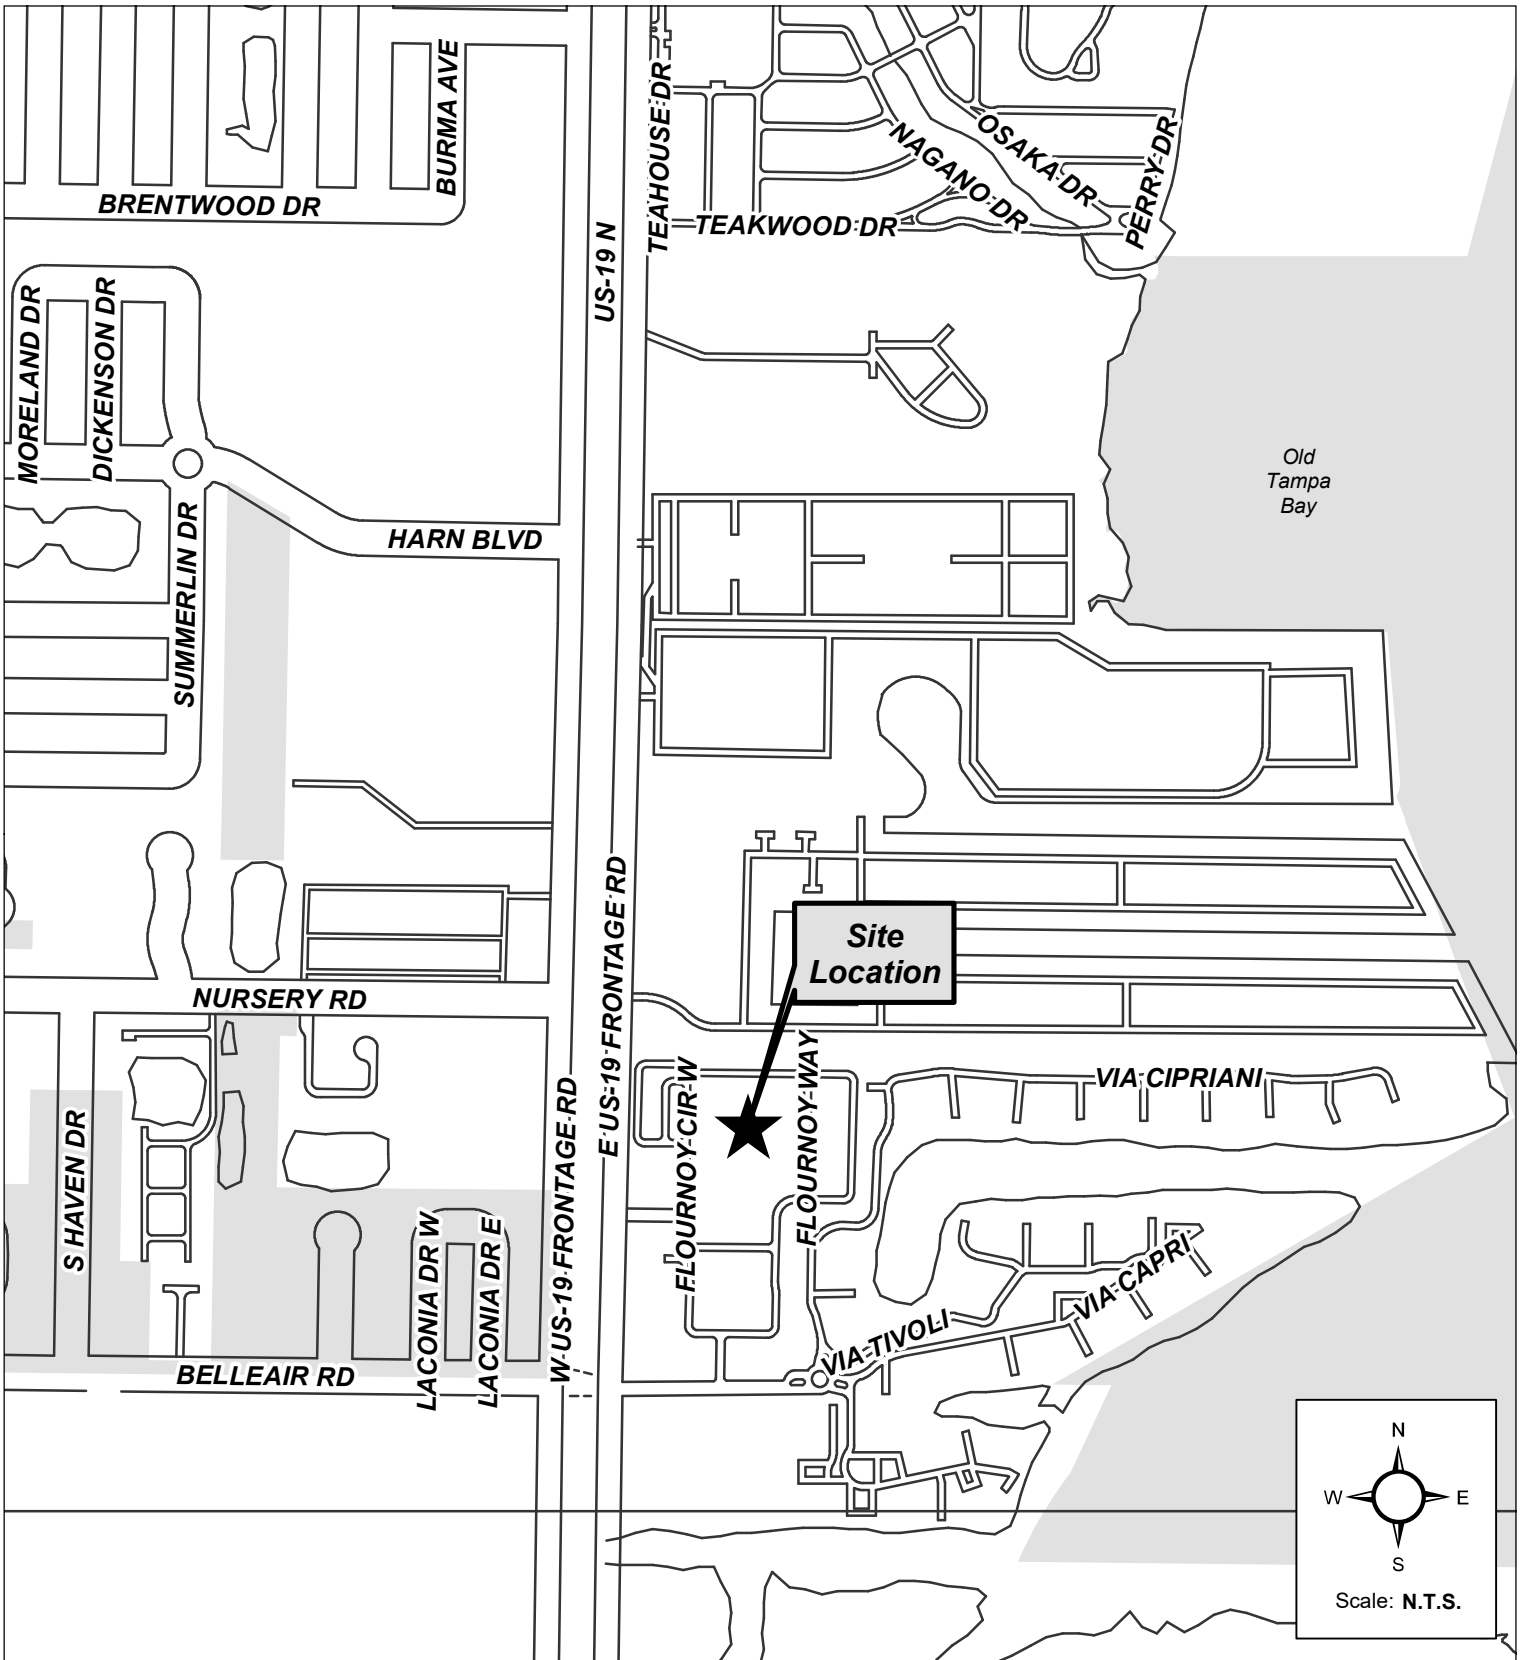 BURMA AVE
TEAHOUSE DR
OSAKA DR
NAGANO DR
PERRY DR
BRENTWOOD DR
TEAKWOOD DR
US-19 N
MORELAND DR
DICKENSON DR
Old
Tampa
Bay
HARN BLVD
SUMMERLIN DR
E US-19 FRONTAGE RD
Site
Location
NURSERY RD
FLOURNOY CIR W
FLOURNOY WAY
VIA CIPRIANI
S HAVEN DR
W US-19 FRONTAGE RD
LACONIA DR W
LACONIA DR E
VIA CAPRI
VIA TIVOLI
BELLEAIR RD
N
W E
S
Scale: N.T.S.